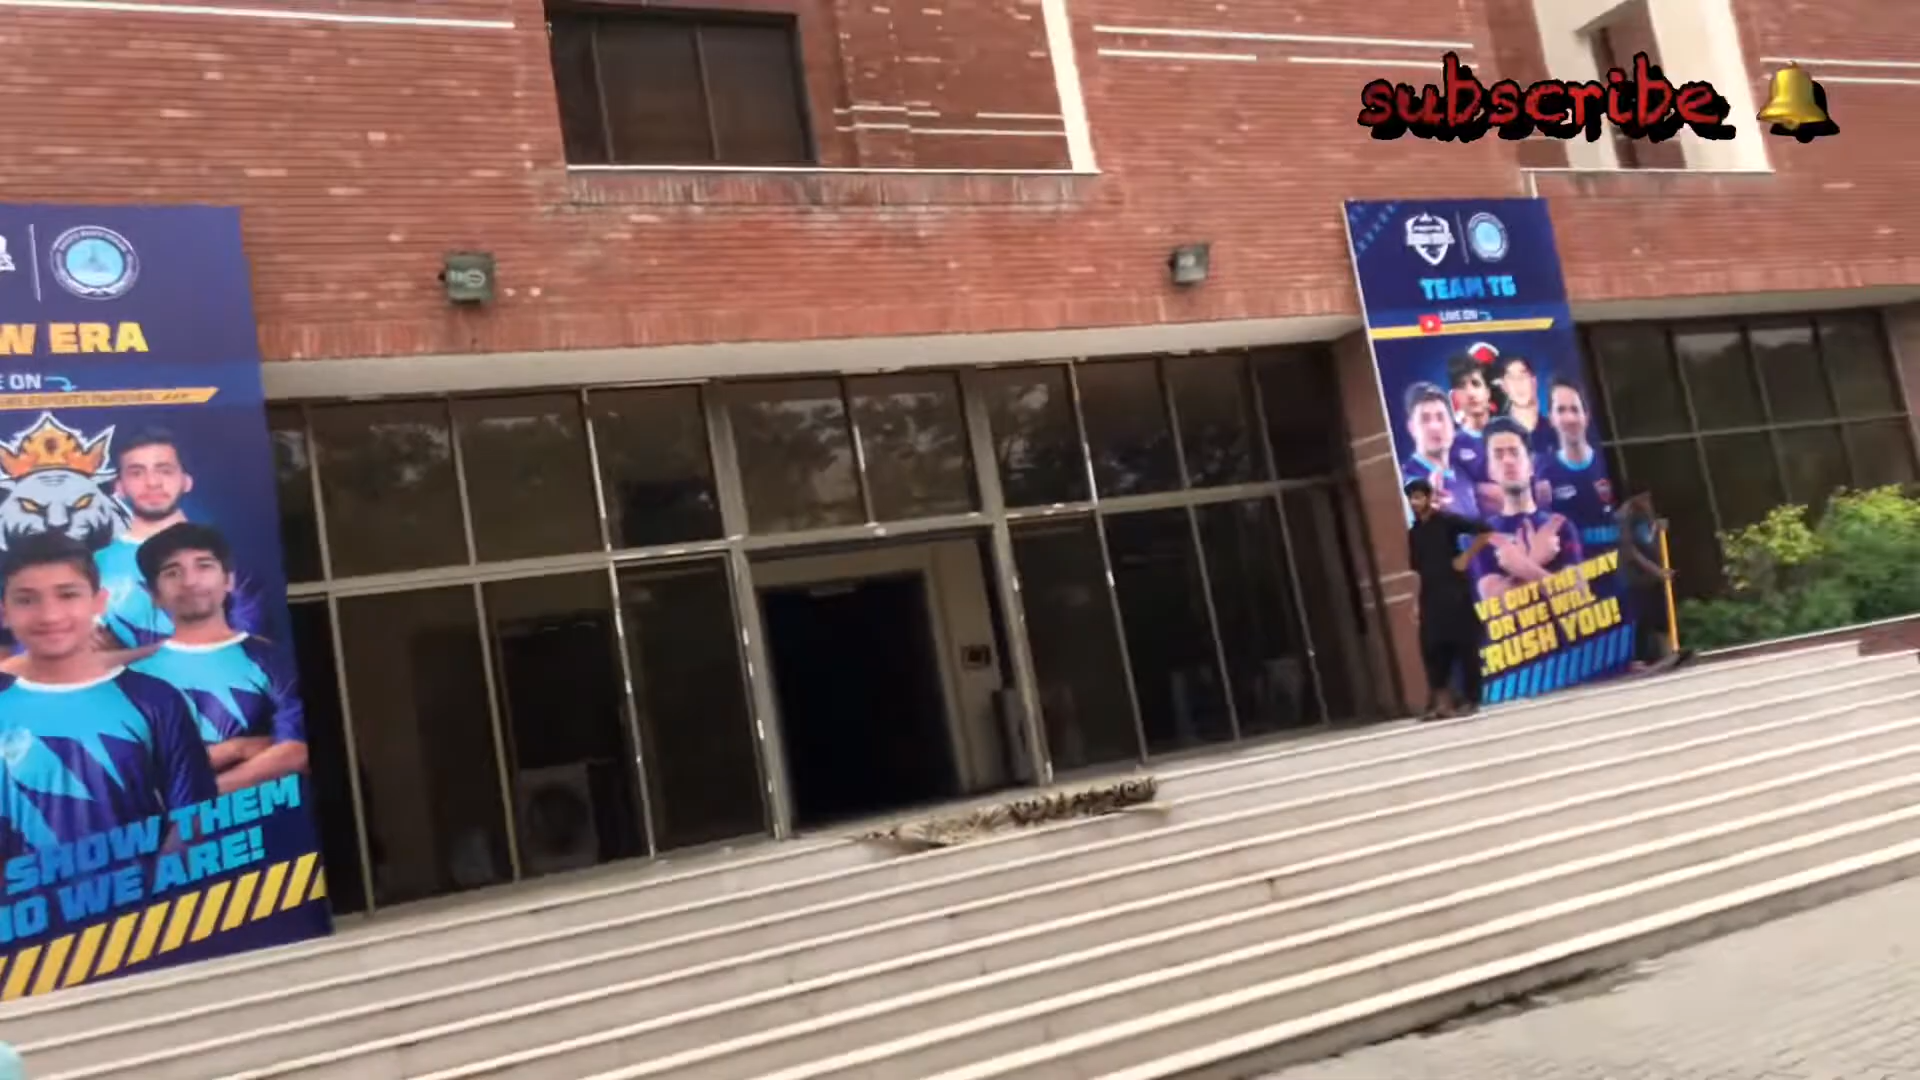 subscribe
W ERA
E ON
TEAM TG
LIVE ON
SHOW THEM
HO WE ARE!
VE OUT THE WAY
OR WE WILL
CRUSH YOU!